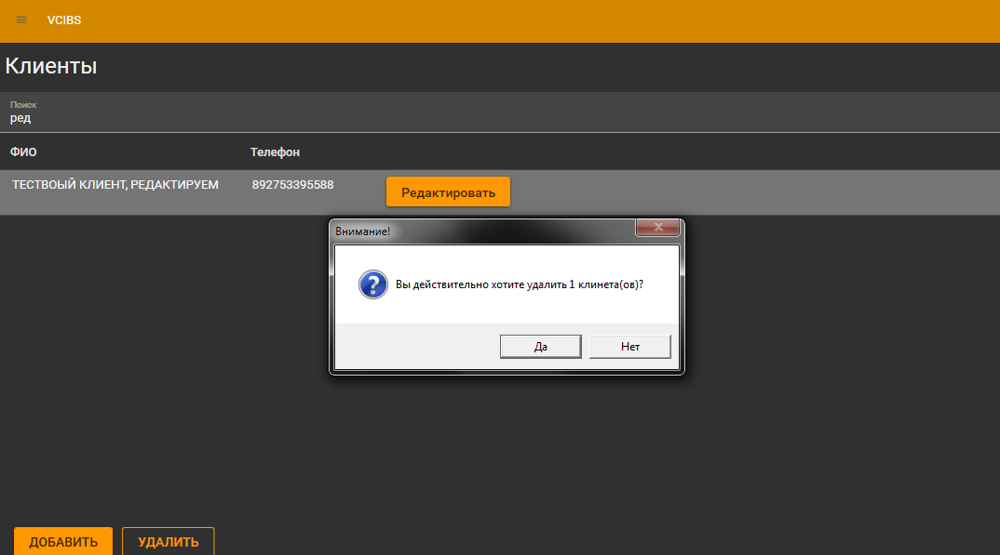 VCIBS
Клиенты
Поиск
ред
ФИО Телефон
ТЕСТВОЫЙ КЛИЕНТ, РЕДАКТИРУЕМ 892753395588 Редактировать
Внимание!
Вы действительно хотите удалить 1 клинета(ов)?
Да Нет
ДОБАВИТЬ УДАЛИТЬ